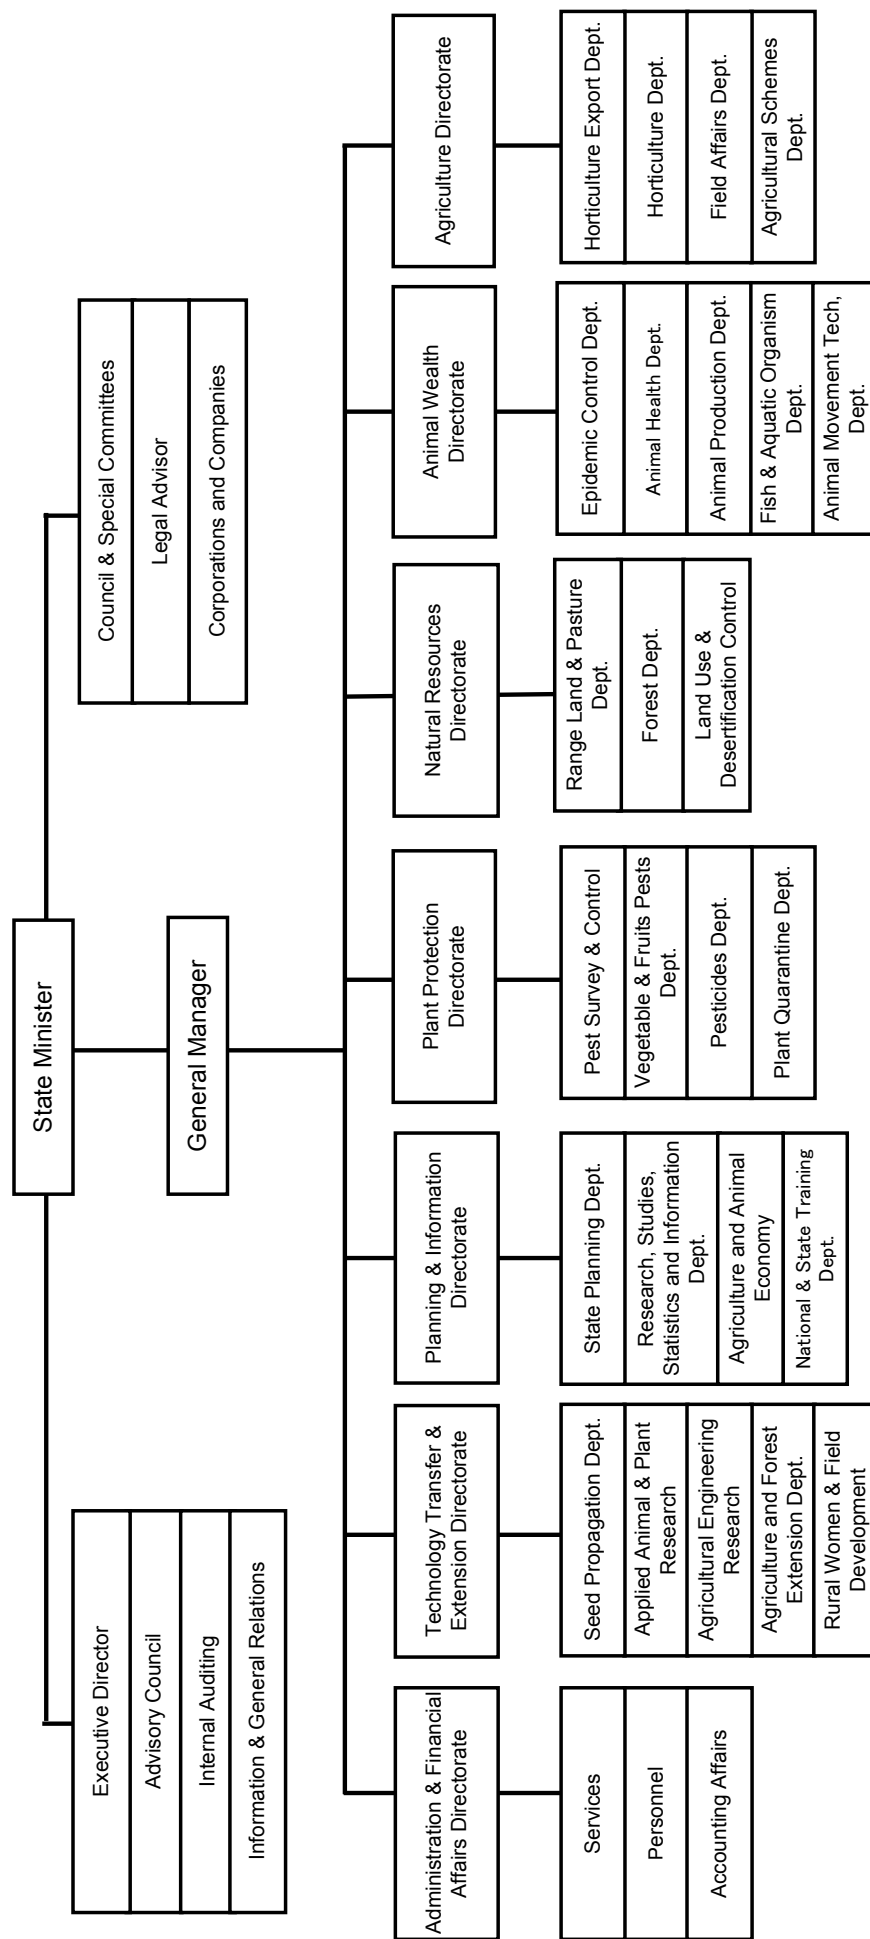 State Minister
Executive Director
Advisory Council
Internal Auditing
Information & General Relations
Council & Special Committees
Legal Advisor
Corporations and Companies
General Manager
Administration & Financial
Affairs Directorate
Services
Personnel
Accounting Affairs
Technology Transfer &
Extension Directorate
Seed Propagation Dept.
Applied Animal & Plant
Research
Agricultural Engineering
Research
Agriculture and Forest
Extension Dept.
Rural Women & Field
Development
Planning & Information
Directorate
State Planning Dept.
Research, Studies,
Statistics and Information
Dept.
Agriculture and Animal
Economy
National & State Training
Dept.
Plant Protection
Directorate
Pest Survey & Control
Vegetable & Fruits Pests
Dept.
Pesticides Dept.
Plant Quarantine Dept.
Natural Resources
Directorate
Range Land & Pasture
Dept.
Forest Dept.
Land Use &
Desertification Control
Animal Wealth
Directorate
Epidemic Control Dept.
Animal Health Dept.
Animal Production Dept.
Fish & Aquatic Organism
Dept.
Animal Movement Tech,
Dept.
Agriculture Directorate
Horticulture Export Dept.
Horticulture Dept.
Field Affairs Dept.
Agricultural Schemes
Dept.